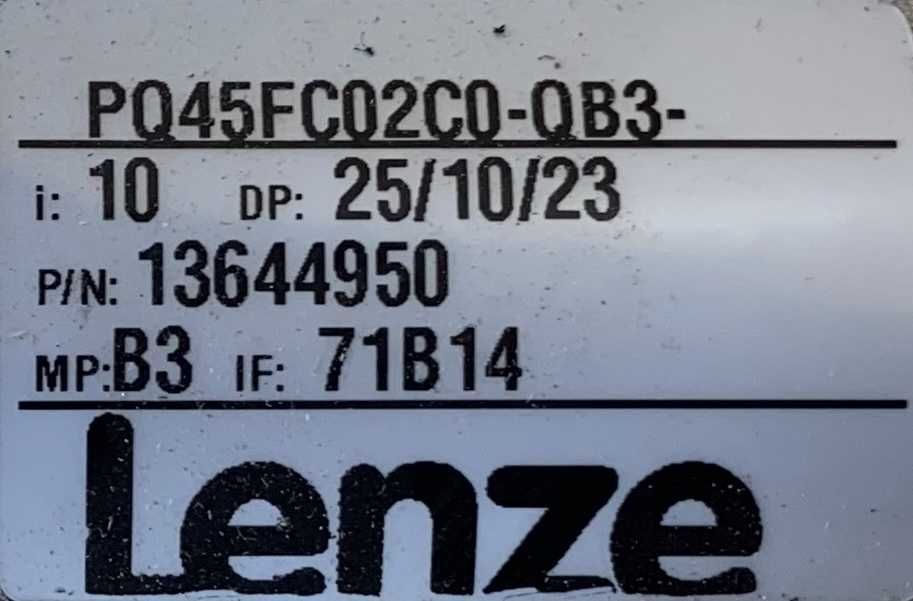 PQ45FC02C0-QB3-
i: 10 DP: 25/10/23
P/N: 13644950
MP:B3 IF: 71B14
Lenze